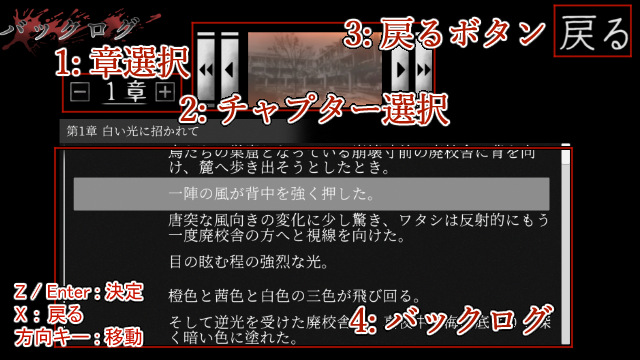 バックログ
1: 章選択
1 章
2: チャプター選択
3: 戻るボタン
戻る
第1章 白い光に招かれて
鳥たちの巣窟となっている崩壊寸前の廃校舎に背を向
け、麓へ歩き出そうとしたとき。
一陣の風が背中を強く押した。
唐突な風向きの変化に少し驚き、ワタシは反射的にもう
一度廃校舎の方へと視線を向けた。
目の眩む程の強烈な光。
橙色と茜色と白色の三色が飛び回る。
そして逆光を受けた廃校舎
く暗い色に塗れた。
4: バックログ
Z / Enter : 決定
X : 戻る
方向キー : 移動